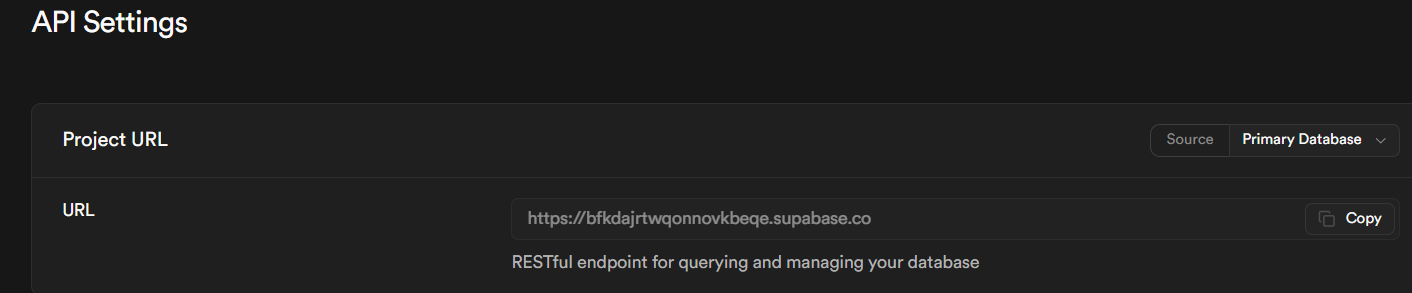 API Settings
Project URL
Source Primary Database
URL
https://bfkdajrtwqonnovkbeqe.supabase.co
Copy
RESTful endpoint for querying and managing your database